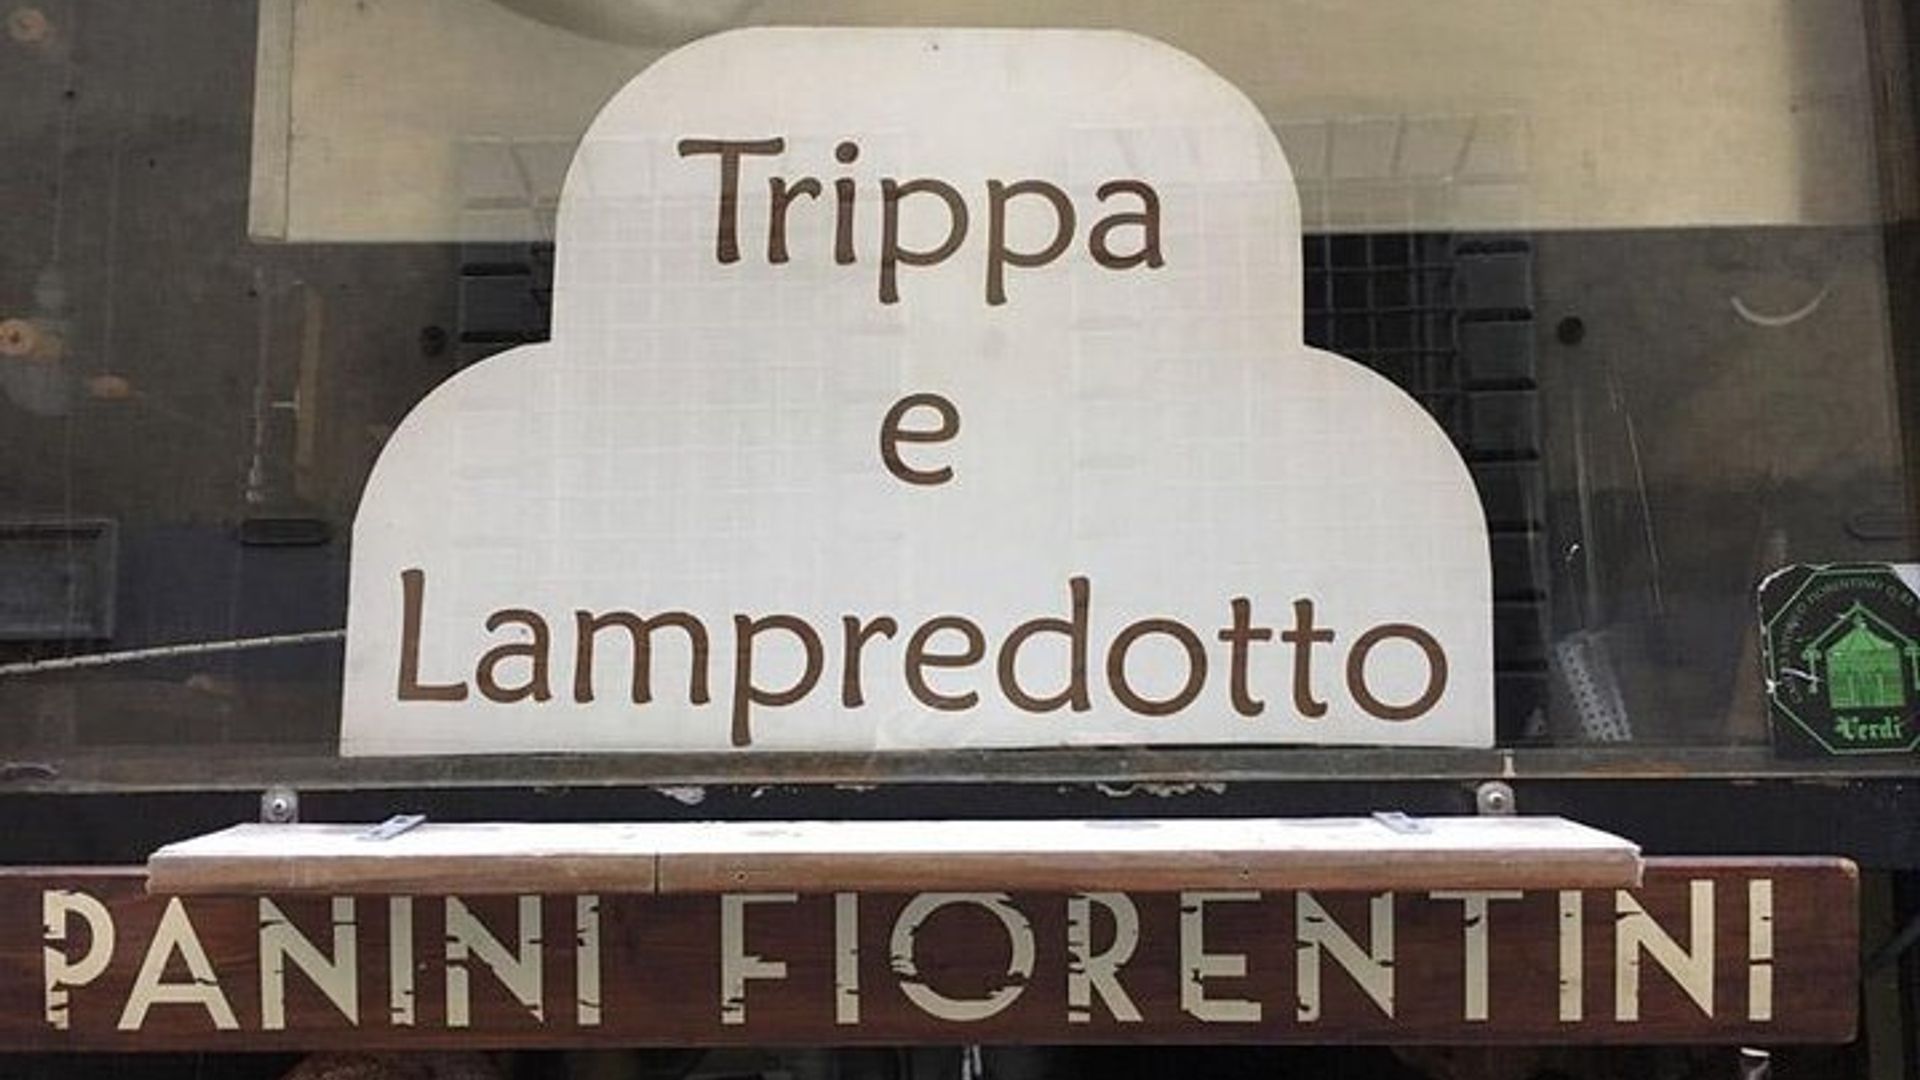 Trippa
e
Lampredotto
Verdi
PANINI FIORENTINI